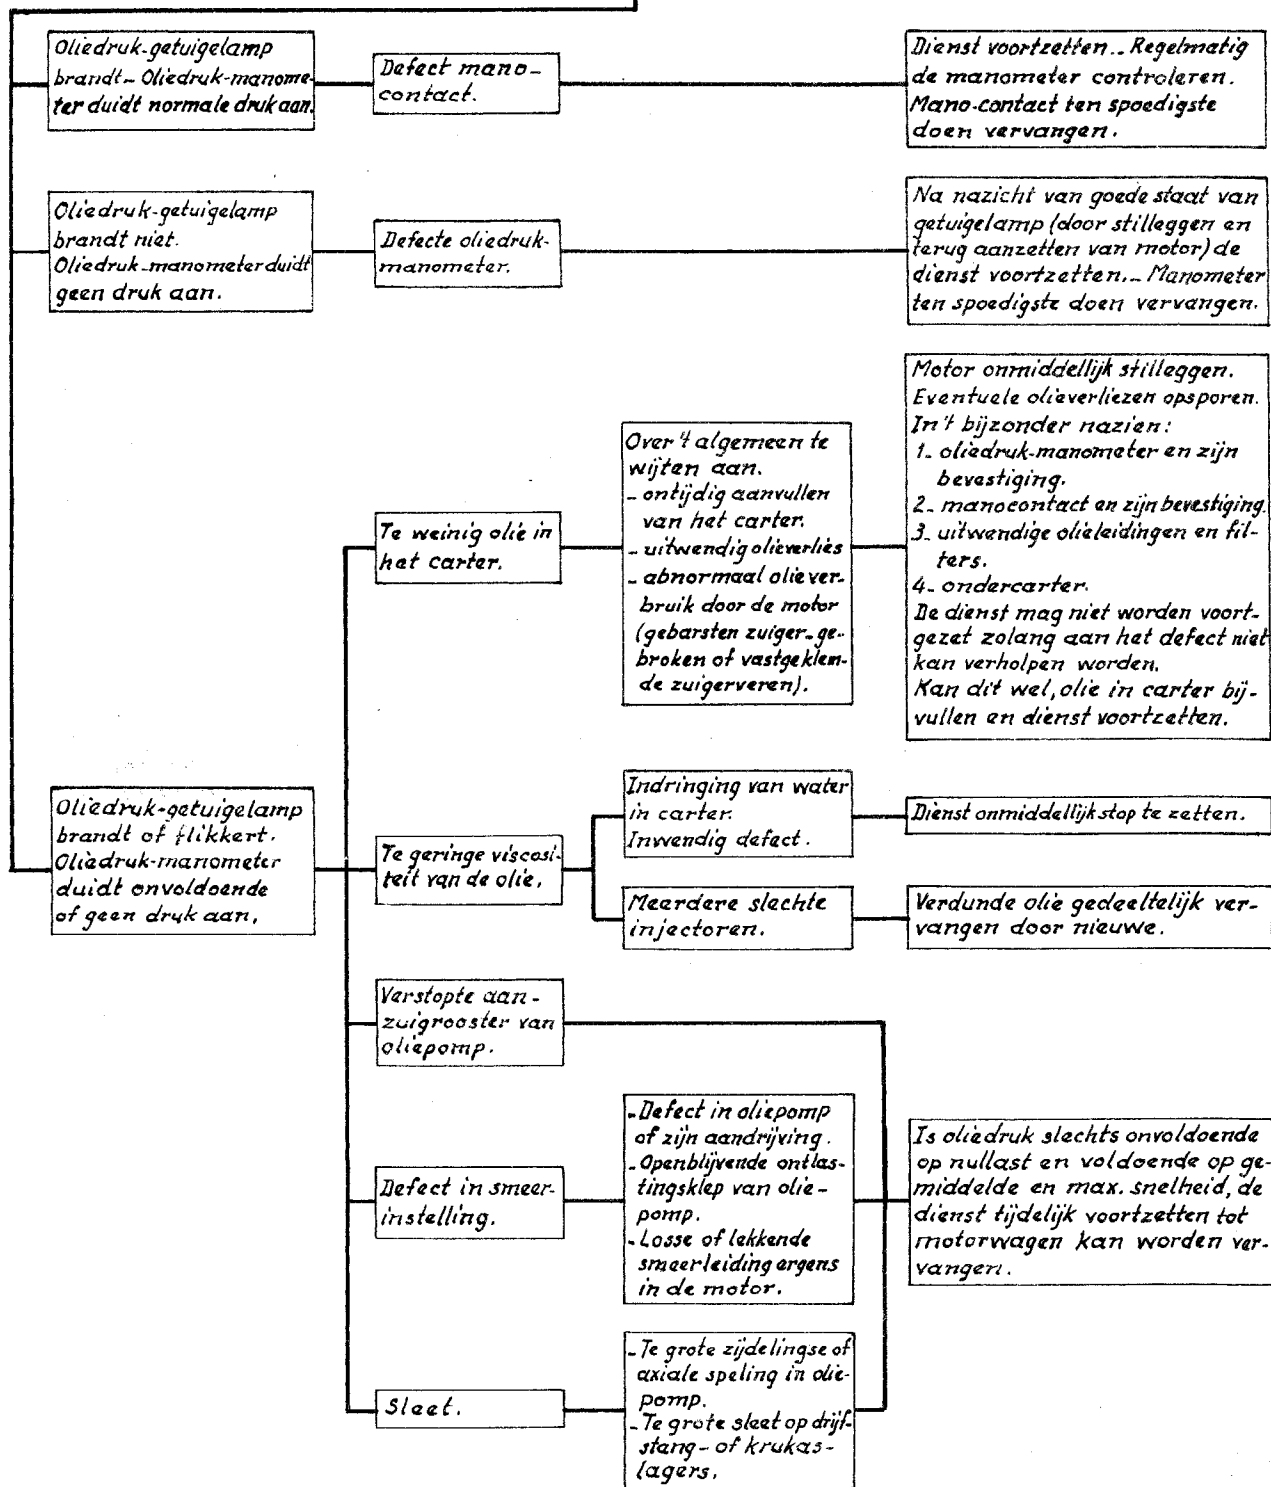 Oliedruk-getuigelamp
brandt_ Oliedruk-manome-
ter duidt normale druk aan.
Defect mano-
contact.
Dienst voortzetten._ Regelmatig
de manometer controleren.
Mano-contact ten spoedigste
doen vervangen.
Oliedruk-getuigelamp
brandt niet.
Oliedruk-manometer duidt
geen druk aan.
Defecte oliedruk-
manometer.
Na nazicht van goede staat van
getuigelamp (door stilleggen en
terug aanzetten van motor) de
dienst voortzetten._ Manometer
ten spoedigste doen vervangen.
Oliedruk-getuigelamp
brandt of flikkert.
Oliedruk-manometer
duidt onvoldoende
of geen druk aan.
Te weinig olie in
het carter.
Over 't algemeen te
wijten aan.
- ontijdig aanvullen
van het carter.
- uitwendig olieverlies
- abnormaal oliever-
bruik door de motor
(gebarsten zuiger_ge-
broken of vastgeklem-
de zuigerveren).
Motor onmiddellijk stilleggen.
Eventuele olieverliezen opsporen.
In 't bijzonder nazien:
1_ oliedruk-manometer en zijn
bevestiging.
2_ manocontact en zijn bevestiging.
3_ uitwendige olieleidingen en fil-
ters.
4_ ondercarter.
De dienst mag niet worden voort-
gezet zolang aan het defect niet
kan verholpen worden.
Kan dit wel, olie in carter bij-
vullen en dienst voortzetten.
Te geringe viscosi-
teit van de olie.
Indringing van water
in carter.
Inwendig defect.
Dienst onmiddellijk stop te zetten.
Meerdere slechte
injectoren.
Verdunde olie gedeeltelijk ver-
vangen door nieuwe.
Verstopte aan-
zuigrooster van
oliepomp.
Defect in smeer-
instelling.
- Defect in oliepomp
of zijn aandrijving.
- Openblijvende ontlas-
tingsklep van olie-
pomp.
- Losse of lekkende
smeerleiding ergens
in de motor.
Is oliedruk slechts onvoldoende
op nullast en voldoende op ge-
middelde en max. snelheid, de
dienst tijdelijk voortzetten tot
motorwagen kan worden ver-
vangen.
Sleet.
- Te grote zijdelingse of
axiale speling in olie-
pomp.
- Te grote sleet op drijf-
stang- of krukas-
lagers.